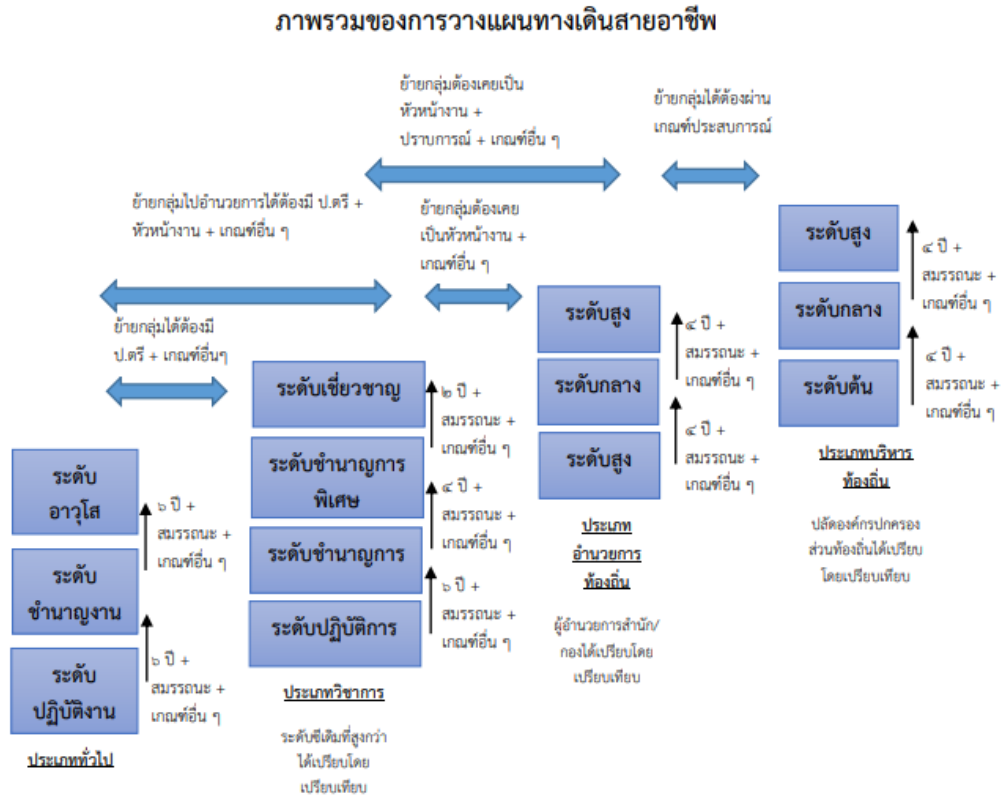 ภาพรวมของการวางแผนทางเดินสายอาชีพ
ย้ายกลุ่มต้องเคยเป็น
หัวหน้างาน +
ปราบการณ์ + เกณฑ์อื่น ๆ
ย้ายกลุ่มได้ต้องผ่าน
เกณฑ์ประสบการณ์
ย้ายกลุ่มไปอำนวยการได้ต้องมี ป.ตรี +
หัวหน้างาน + เกณฑ์อื่น ๆ
ย้ายกลุ่มต้องเคย
เป็นหัวหน้างาน +
เกณฑ์อื่น ๆ
ย้ายกลุ่มได้ต้องมี
ป.ตรี + เกณฑ์อื่นๆ
ระดับ
อาวุโส
๖ ปี +
สมรรถนะ +
เกณฑ์อื่น ๆ
ระดับ
ชำนาญงาน
๖ ปี +
สมรรถนะ +
เกณฑ์อื่น ๆ
ระดับ
ปฏิบัติงาน
ประเภททั่วไป
ระดับเชี่ยวชาญ
๒ ปี +
สมรรถนะ +
เกณฑ์อื่น ๆ
ระดับชำนาญการ
พิเศษ
๔ ปี +
สมรรถนะ +
เกณฑ์อื่น ๆ
ระดับชำนาญการ
๖ ปี +
สมรรถนะ +
เกณฑ์อื่น ๆ
ระดับปฏิบัติการ
ประเภทวิชาการ
ระดับซีเดิมที่สูงกว่า
ได้เปรียบโดย
เปรียบเทียบ
ระดับสูง
๔ ปี +
สมรรถนะ +
เกณฑ์อื่น ๆ
ระดับกลาง
๔ ปี +
สมรรถนะ +
เกณฑ์อื่น ๆ
ระดับสูง
ประเภท
อำนวยการ
ท้องถิ่น
ผู้อำนวยการสำนัก/
กองได้เปรียบโดย
เปรียบเทียบ
ระดับสูง
๔ ปี +
สมรรถนะ +
เกณฑ์อื่น ๆ
ระดับกลาง
๔ ปี +
สมรรถนะ +
เกณฑ์อื่น ๆ
ระดับต้น
ประเภทบริหาร
ท้องถิ่น
ปลัดองค์กรปกครอง
ส่วนท้องถิ่นได้เปรียบ
โดยเปรียบเทียบ